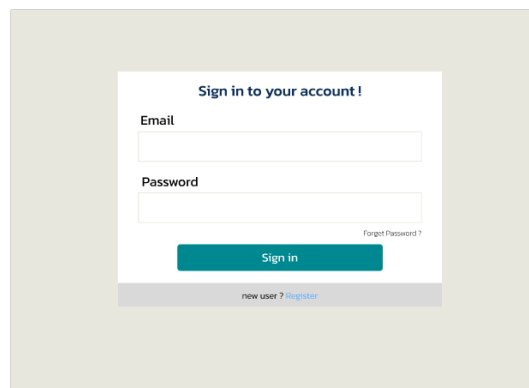 Sign in to your account !
Email
Password
Forget Password ?
Sign in
new user ? Register